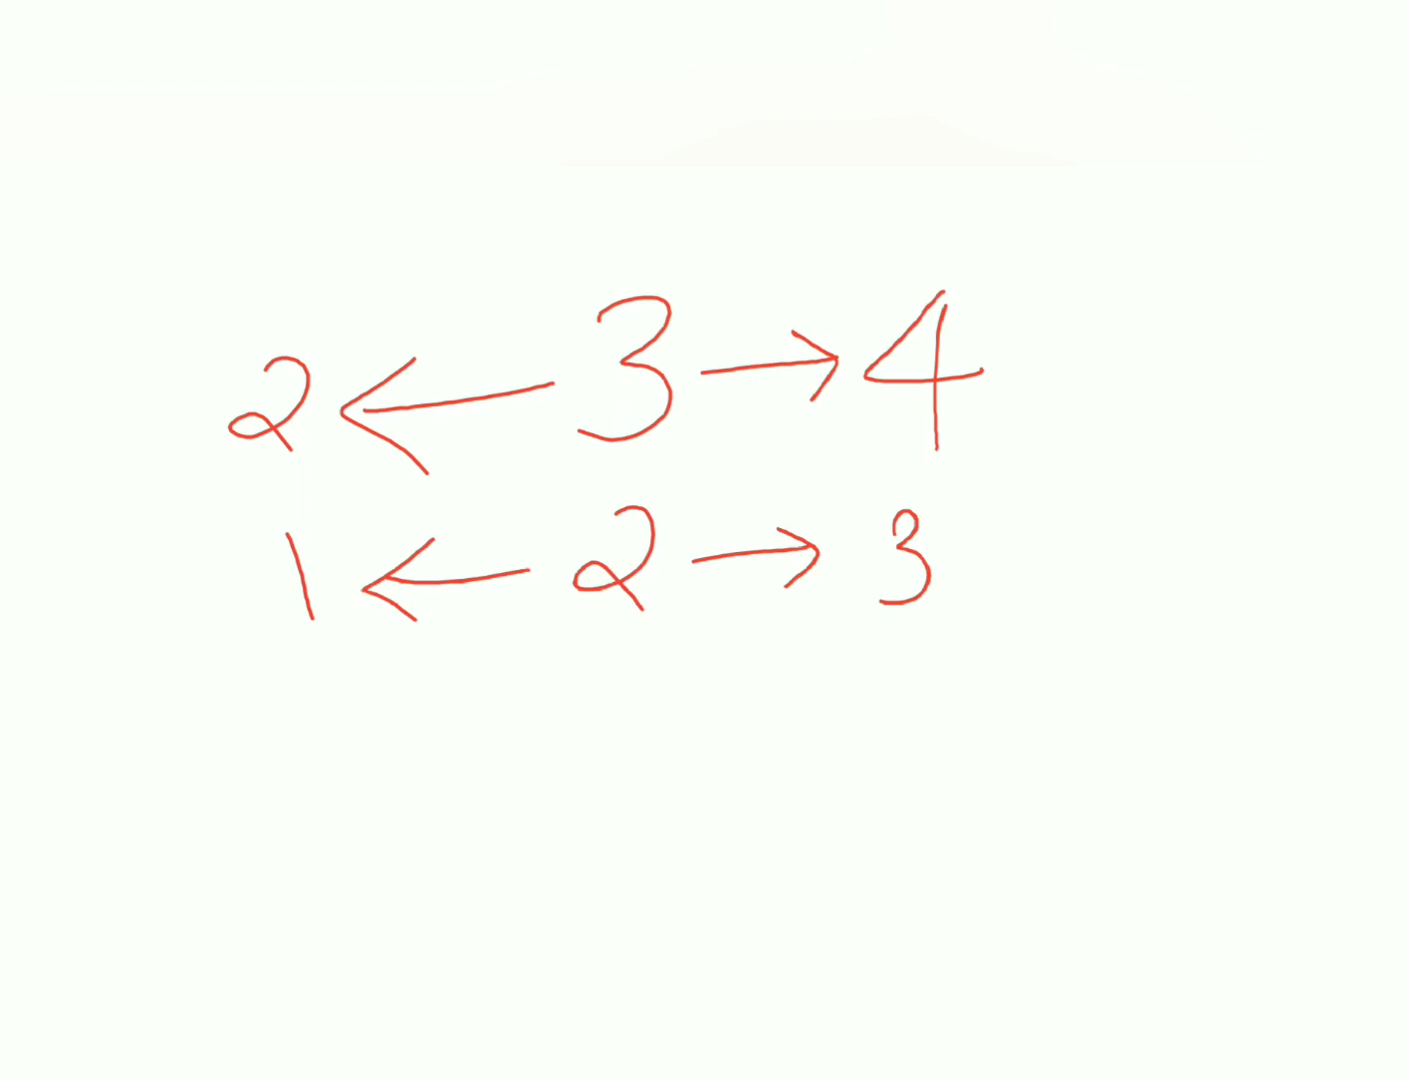 2 ← 3 → 4
1 ← 2 → 3